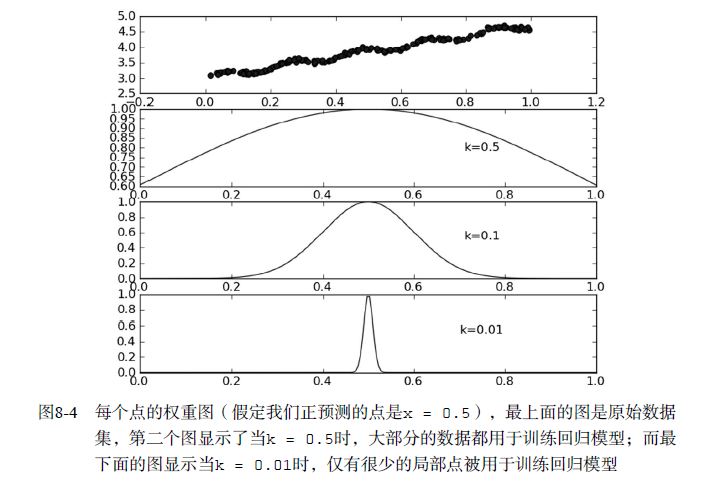 5.0
4.5
4.0
3.5
3.0
2.5
−0.2 0.0 0.2 0.4 0.6 0.8 1.0 1.2
1.00
0.95
0.90
0.85
0.80
k=0.5
0.75
0.70
0.65
0.60
0.0 0.2 0.4 0.6 0.8 1.0
1.0
0.8
0.6
k=0.1
0.4
0.2
0.0
0.0 0.2 0.4 0.6 0.8 1.0
1.0
0.8
0.6
k=0.01
0.4
0.2
0.0
0.0 0.2 0.4 0.6 0.8 1.0
图8-4 每个点的权重图（假定我们正预测的点是x = 0.5），最上面的图是原始数据
集，第二个图显示了当k = 0.5时，大部分的数据都用于训练回归模型；而最
下面的图显示当k = 0.01时，仅有很少的局部点被用于训练回归模型